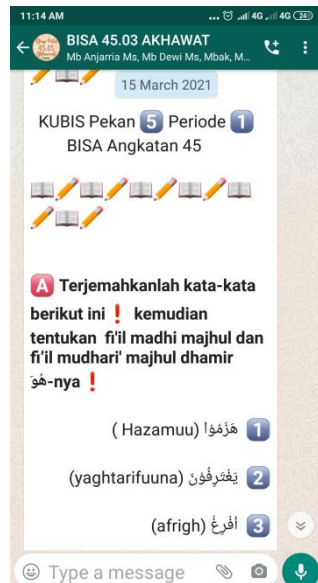 11:14 AM ... 4G 4G 24
BISA 45.03 AKHAWAT
Mb Anjarria Ms, Mb Dewi Ms, Mbak, M...
15 March 2021
KUBIS Pekan 5 Periode 1
BISA Angkatan 45
A Terjemahkanlah kata-kata
berikut ini❗ kemudian
tentukan fi'il madhi majhul dan
fi'il mudhari' majhul dhamir
هُوَ-nya❗
1️⃣ هَزَمُوْا (Hazamuu )
2️⃣ يَغْتَرِفُوْنَ (yaghtarifuuna)
3️⃣ أَفْرِغْ (afrigh)
Type a message